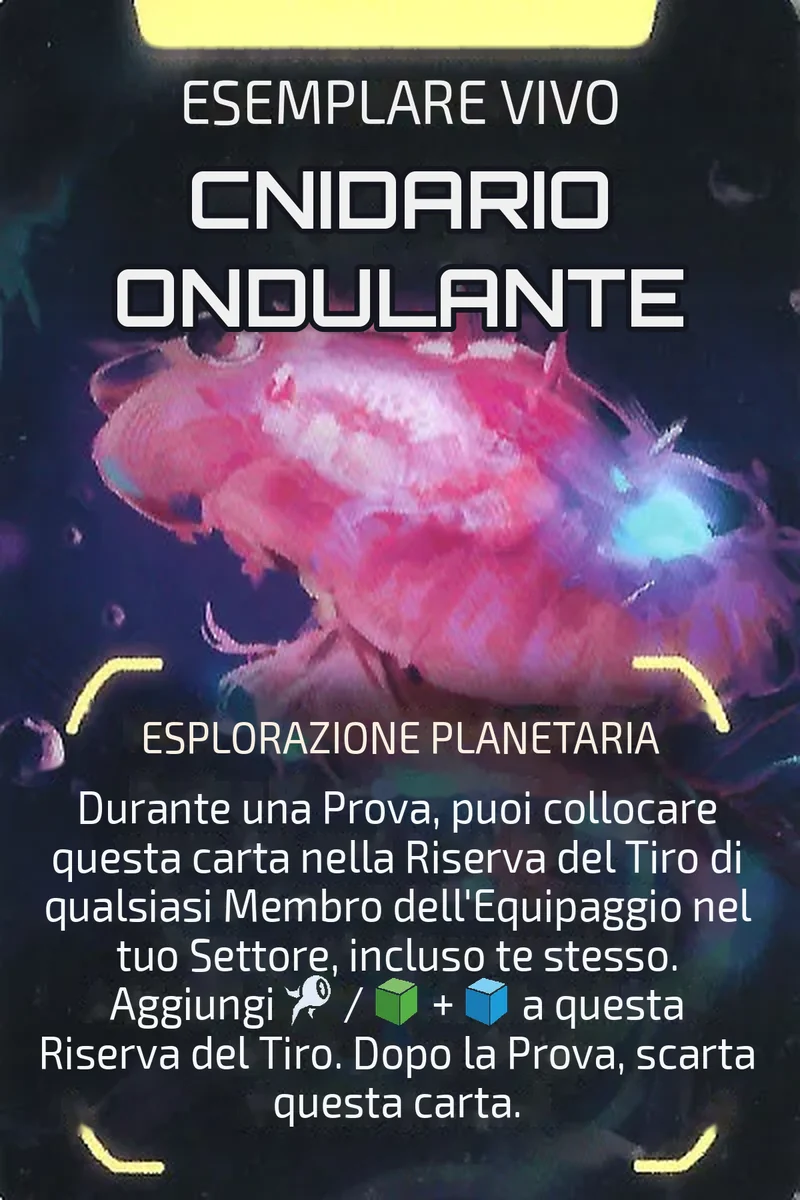 ESEMPLARE VIVO
CNIDARIO
ONDULANTE
ESPLORAZIONE PLANETARIA
Durante una Prova, puoi collocare
questa carta nella Riserva del Tiro di
qualsiasi Membro dell'Equipaggio nel
tuo Settore, incluso te stesso.
Aggiungi / + a questa
Riserva del Tiro. Dopo la Prova, scarta
questa carta.